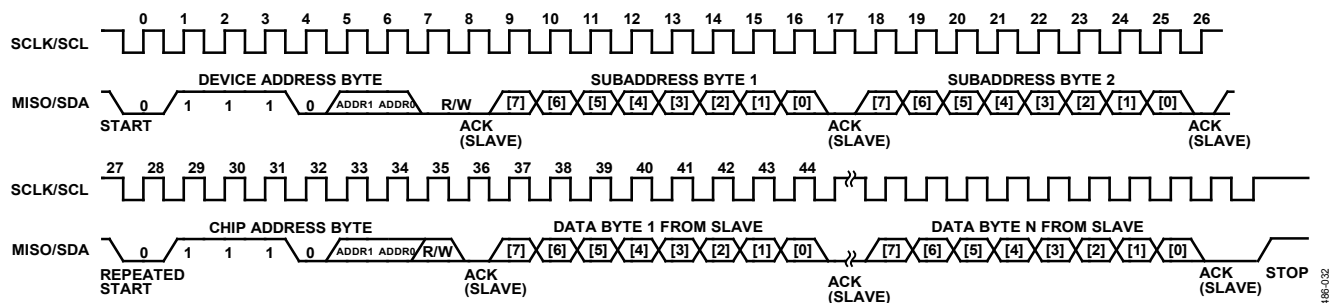 0 1 2 3 4 5 6 7 8 9 10 11 12 13 14 15 16 17 18 19 20 21 22 23 24 25 26
SCLK/SCL
DEVICE ADDRESS BYTE SUBADDRESS BYTE 1 SUBADDRESS BYTE 2
MISO/SDA 0 1 1 1 0 ADDR1 ADDR0 R/W [7] [6] [5] [4] [3] [2] [1] [0] [7] [6] [5] [4] [3] [2] [1] [0]
START ACK ACK ACK
(SLAVE) (SLAVE) (SLAVE)
27 28 29 30 31 32 33 34 35 36 37 38 39 40 41 42 43 44
SCLK/SCL
CHIP ADDRESS BYTE DATA BYTE 1 FROM SLAVE DATA BYTE N FROM SLAVE
MISO/SDA 0 1 1 1 0 ADDR1 ADDR0 R/W [7] [6] [5] [4] [3] [2] [1] [0] [7] [6] [5] [4] [3] [2] [1] [0]
REPEATED ACK ACK ACK STOP
START (SLAVE) (SLAVE) (SLAVE)
486-032